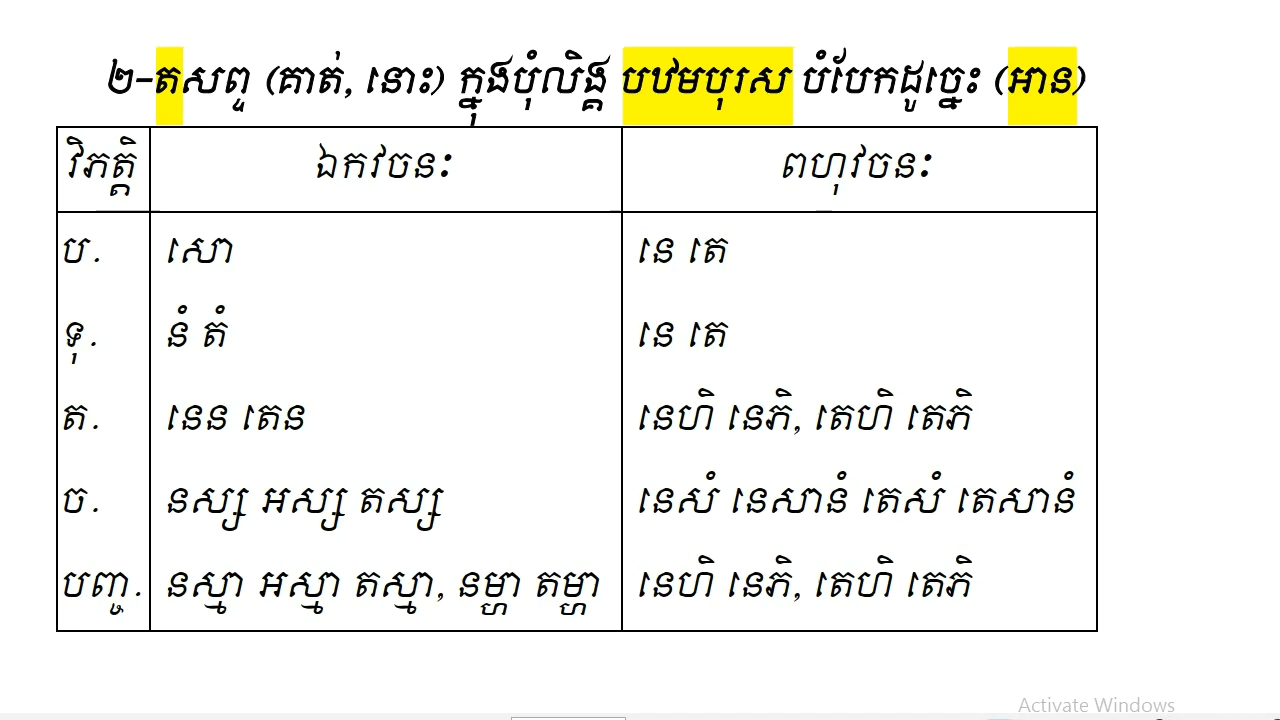 ២-តសព្ទ (គាត់, នោះ) ក្នុងបុំលិង្គ បឋមបុរស បំបែកដូច្នេះ (អាន)
វិភត្តិ ឯកវចនៈ ពហុវចនៈ
ប. សោ នេ តេ
ទុ. នំ តំ នេ តេ
ត. នេន តេន នេហិ នេភិ, តេហិ តេភិ
ច. នស្ស អស្ស តស្ស នេសំ នេសានំ តេសំ តេសានំ
បញ្ច. នស្មា អស្មា តស្មា, នម្ហា តម្ហា នេហិ នេភិ, តេហិ តេភិ
Activate Windows